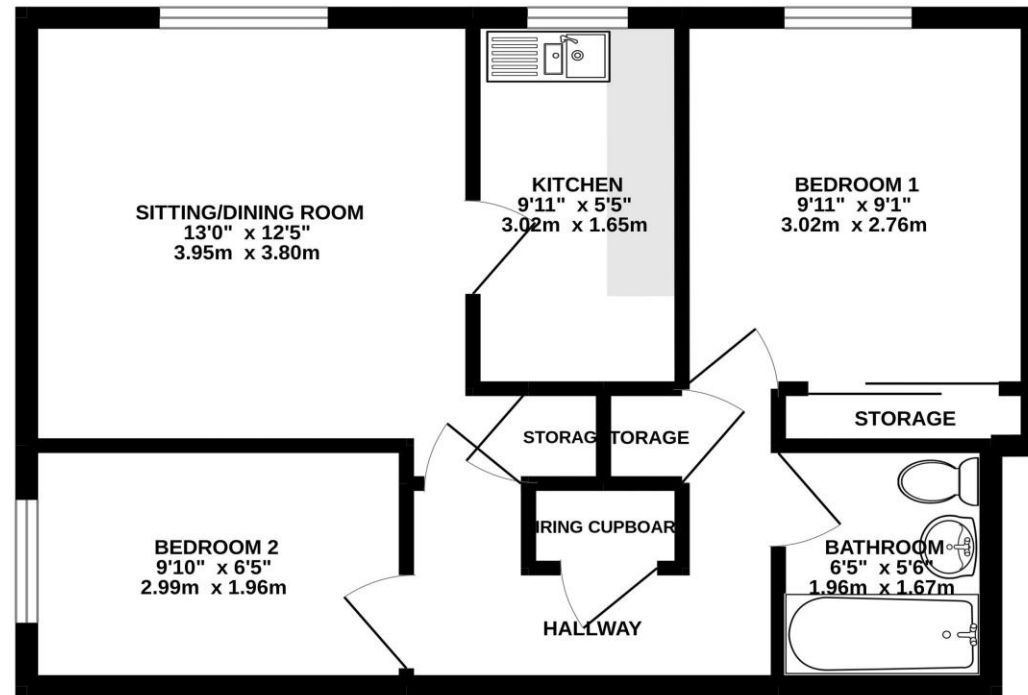 SITTING/DINING ROOM
13'0" x 12'5"
3.95m x 3.80m
KITCHEN
9'11" x 5'5"
3.02m x 1.65m
BEDROOM 1
9'11" x 9'1"
3.02m x 2.76m
STORAGE
STORAG
TORAGE
IRING CUPBOAR
BEDROOM 2
9'10" x 6'5"
2.99m x 1.96m
BATHROOM
6'5" x 5'6"
1.96m x 1.67m
HALLWAY